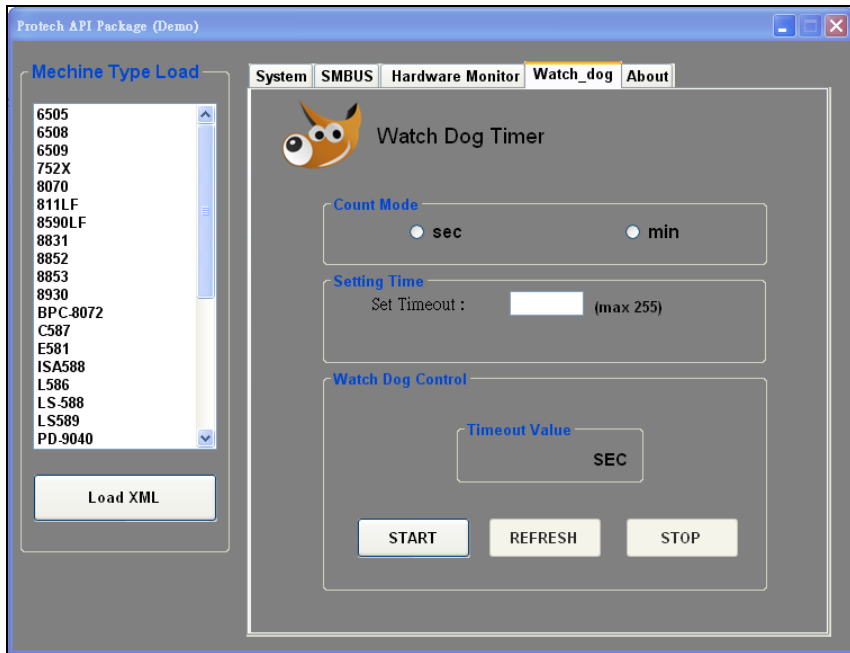 Protech API Package (Demo)
Mechine Type Load
6505
6508
6509
752X
8070
811LF
8590LF
8831
8852
8853
8930
BPC-8072
C587
E581
ISA588
L586
LS-588
LS589
PD-9040
Load XML
System SMBUS Hardware Monitor Watch_dog About
Watch Dog Timer
Count Mode
sec min
Setting Time
Set Timeout : (max 255)
Watch Dog Control
Timeout Value
SEC
START REFRESH STOP